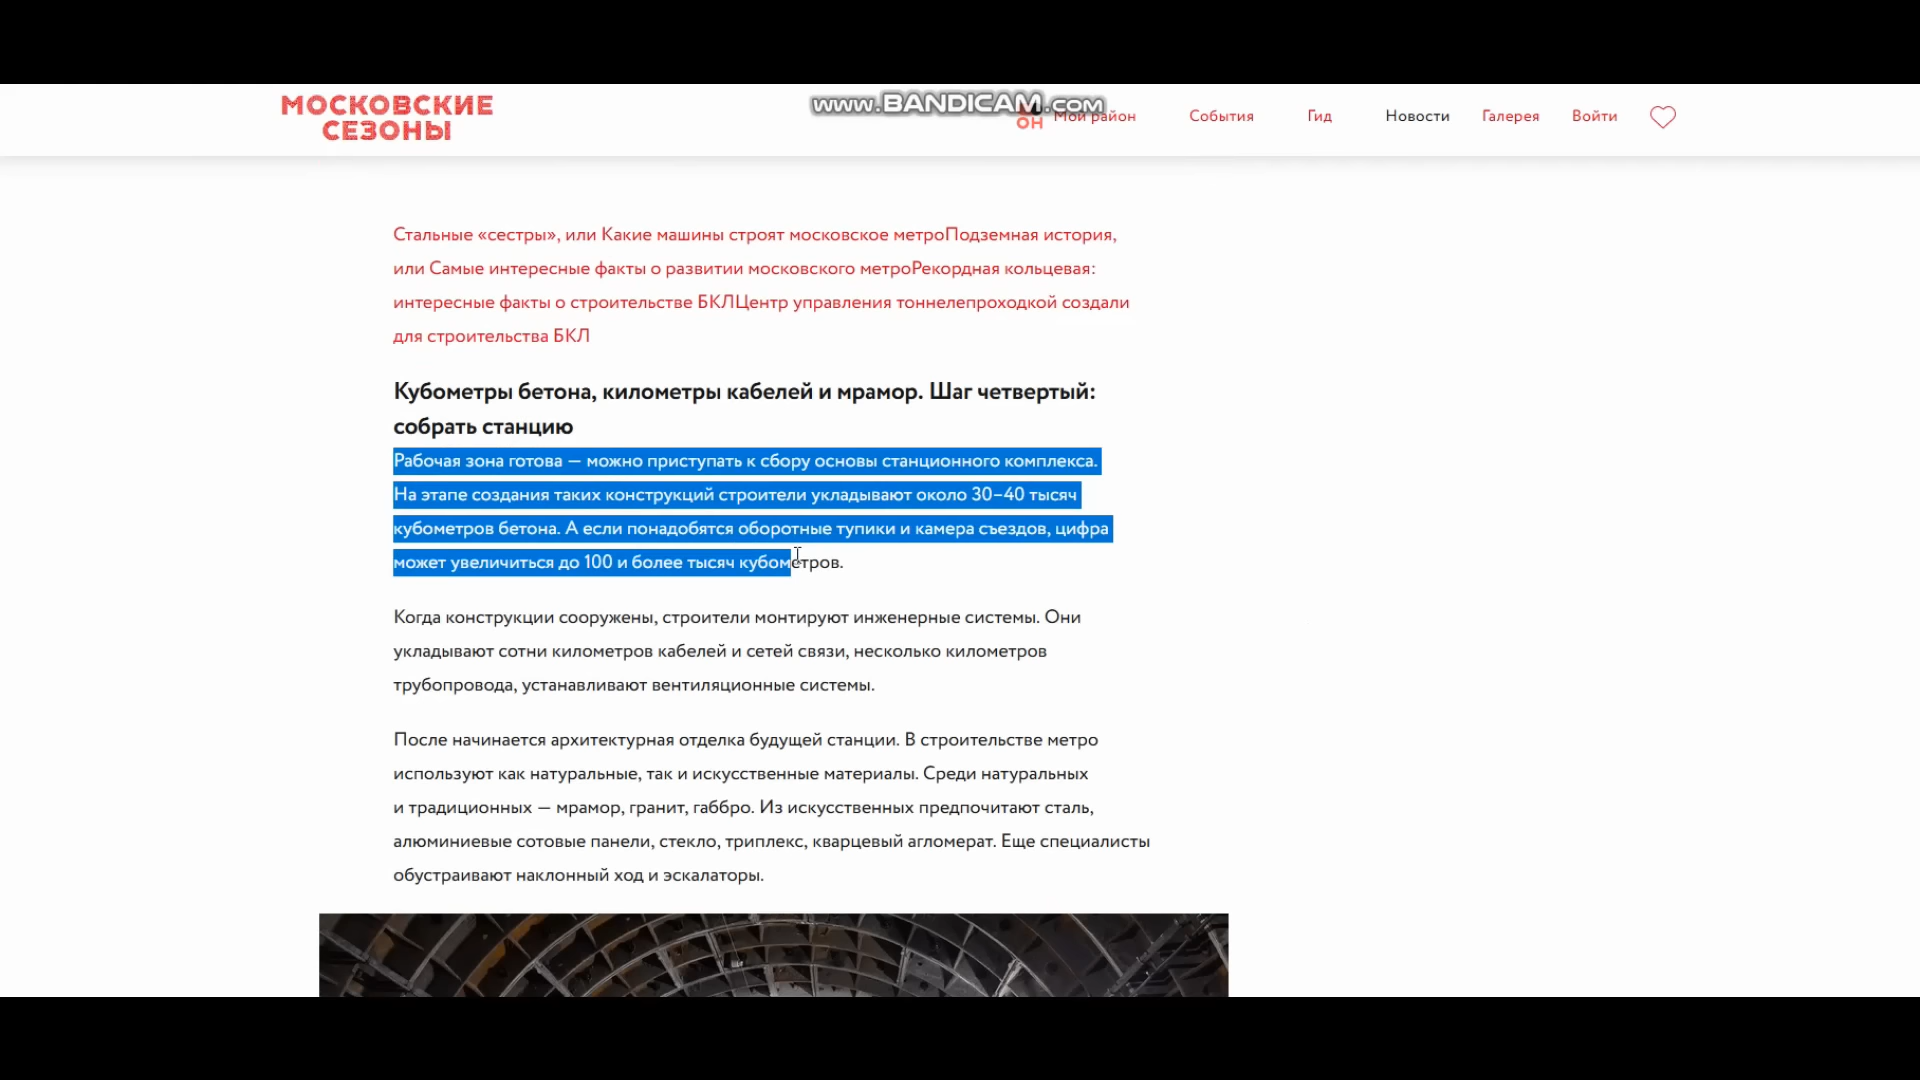 МОСКОВСКИЕ
СЕЗОНЫ
www.BANDICAM.com
ОН
Мой район
События
Гид
Новости
Галерея
Войти
Стальные «сестры», или Какие машины строят московское метроПодземная история,
или Самые интересные факты о развитии московского метроРекордная кольцевая:
интересные факты о строительстве БКЛЦентр управления тоннелепроходкой создали
для строительства БКЛ
Кубометры бетона, километры кабелей и мрамор. Шаг четвертый:
собрать станцию
Рабочая зона готова — можно приступать к сбору основы станционного комплекса.
На этапе создания таких конструкций строители укладывают около 30–40 тысяч
кубометров бетона. А если понадобятся оборотные тупики и камера съездов, цифра
может увеличиться до 100 и более тысяч кубометров.
Когда конструкции сооружены, строители монтируют инженерные системы. Они
укладывают сотни километров кабелей и сетей связи, несколько километров
трубопровода, устанавливают вентиляционные системы.
После начинается архитектурная отделка будущей станции. В строительстве метро
используют как натуральные, так и искусственные материалы. Среди натуральных
и традиционных — мрамор, гранит, габбро. Из искусственных предпочитают сталь,
алюминиевые сотовые панели, стекло, триплекс, кварцевый агломерат. Еще специалисты
обустраивают наклонный ход и эскалаторы.